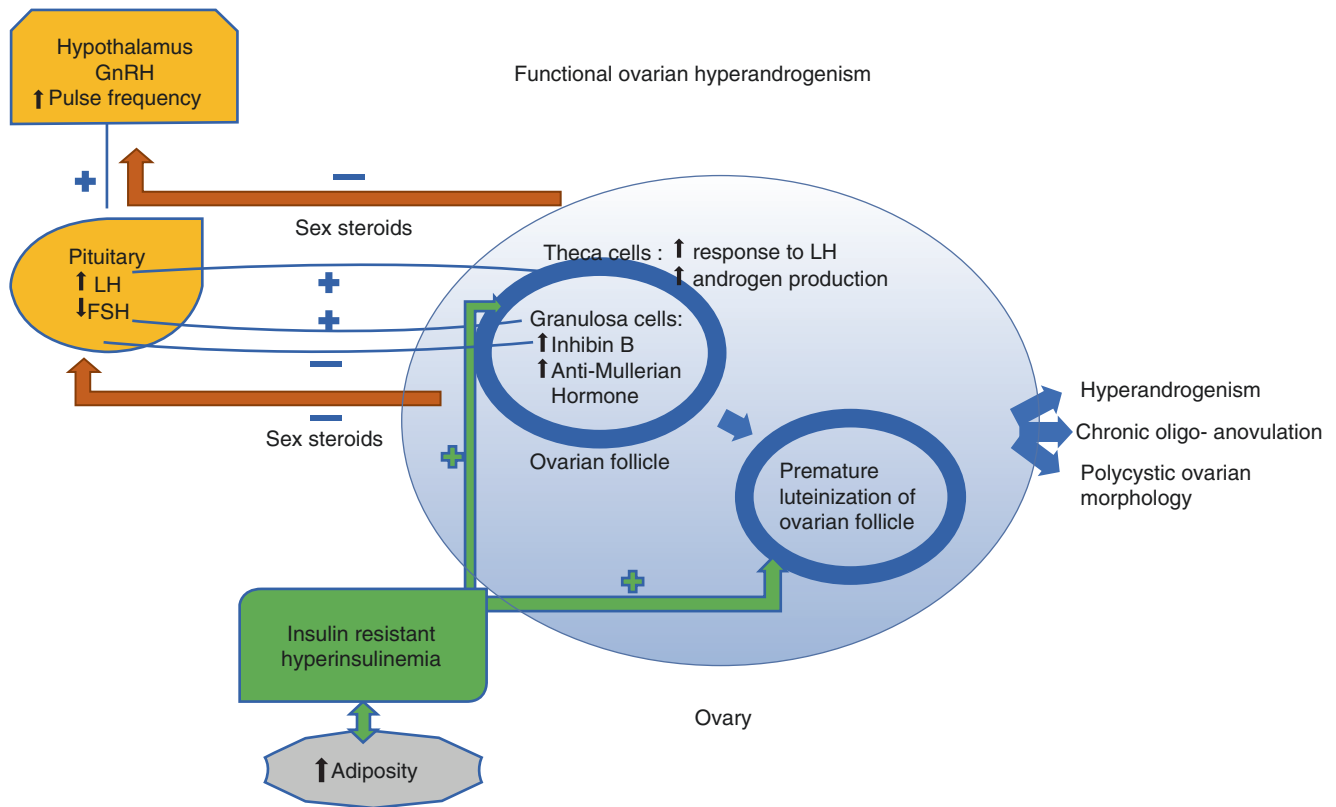 Hypothalamus
GnRH
↑ Pulse frequency
Functional ovarian hyperandrogenism
+
−
Sex steroids
Pituitary
↑ LH
↓FSH
+
+
−
−
Sex steroids
Theca cells : ↑ response to LH
↑ androgen production
Granulosa cells:
↑ Inhibin B
↑ Anti-Mullerian
Hormone
Ovarian follicle
+
Premature
luteinization of
ovarian follicle
+
Hyperandrogenism
Chronic oligo- anovulation
Polycystic ovarian
morphology
Insulin resistant
hyperinsulinemia
Ovary
↑ Adiposity